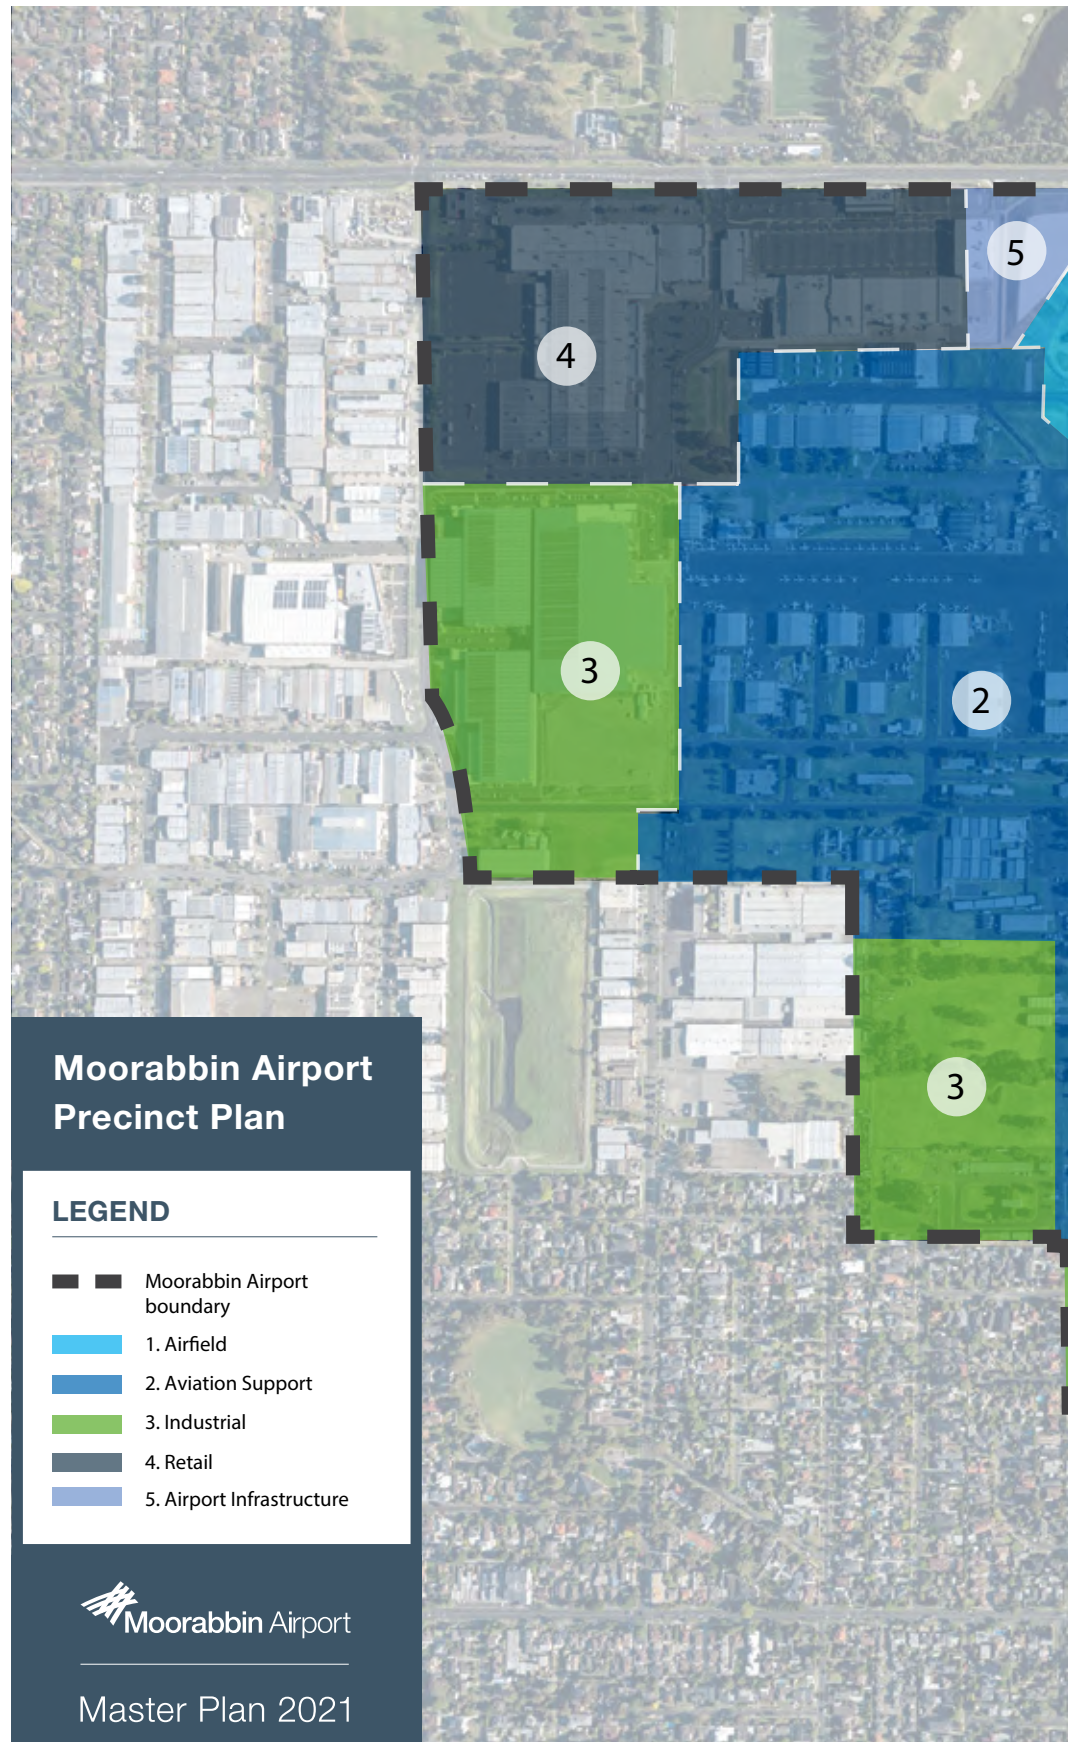 5
4
3
2
3
Moorabbin Airport
Precinct Plan
LEGEND
Moorabbin Airport
boundary
1. Airfield
2. Aviation Support
3. Industrial
4. Retail
5. Airport Infrastructure
Moorabbin Airport
Master Plan 2021